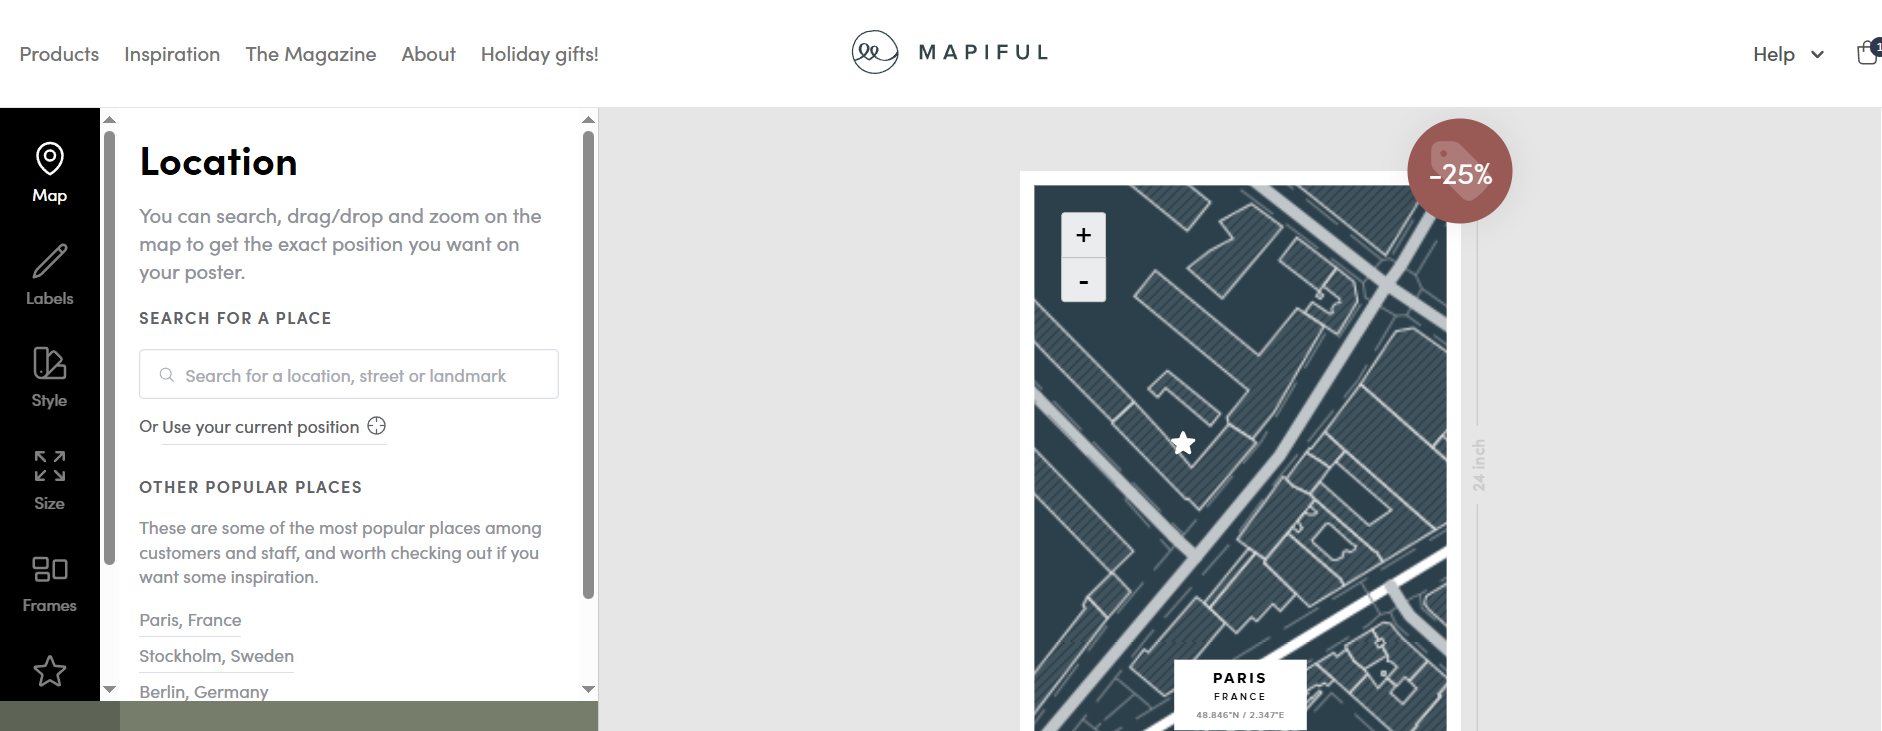 Products Inspiration The Magazine About Holiday gifts!
MAPIFUL
Help
1
Map
Labels
Style
Size
Frames
Location
You can search, drag/drop and zoom on the
map to get the exact position you want on
your poster.
SEARCH FOR A PLACE
Search for a location, street or landmark
Or Use your current position
OTHER POPULAR PLACES
These are some of the most popular places among
customers and staff, and worth checking out if you
want some inspiration.
Paris, France
Stockholm, Sweden
Berlin, Germany
-25%
+
-
24 inch
PARIS
FRANCE
48.846°N / 2.347°E